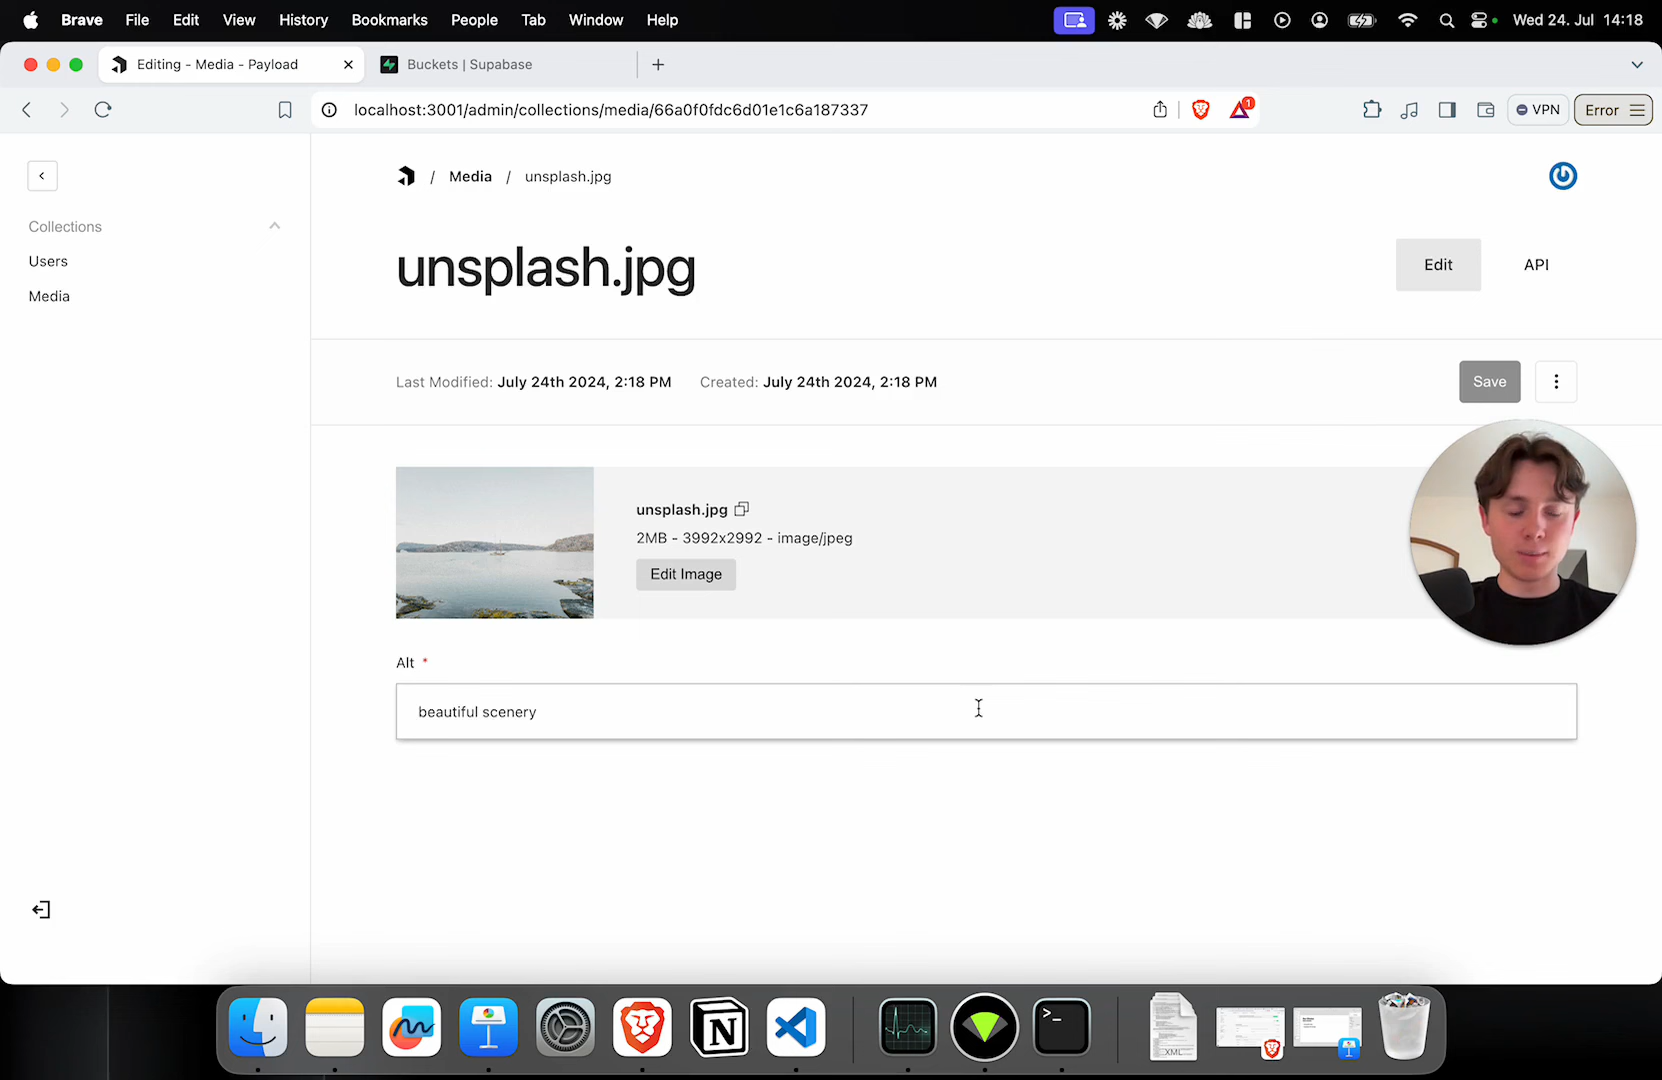 Brave File Edit View History Bookmarks People Tab Window Help Wed 24. Jul 14:18
Editing - Media - Payload Buckets | Supabase
localhost:3001/admin/collections/media/66a0f0fdc6d01e1c6a187337 1 VPN Error
/ Media / unsplash.jpg
Collections
Users
Media
unsplash.jpg
Edit API
Last Modified: July 24th 2024, 2:18 PM Created: July 24th 2024, 2:18 PM Save
unsplash.jpg
2MB - 3992x2992 - image/jpeg
Edit Image
Alt *
beautiful scenery
XML